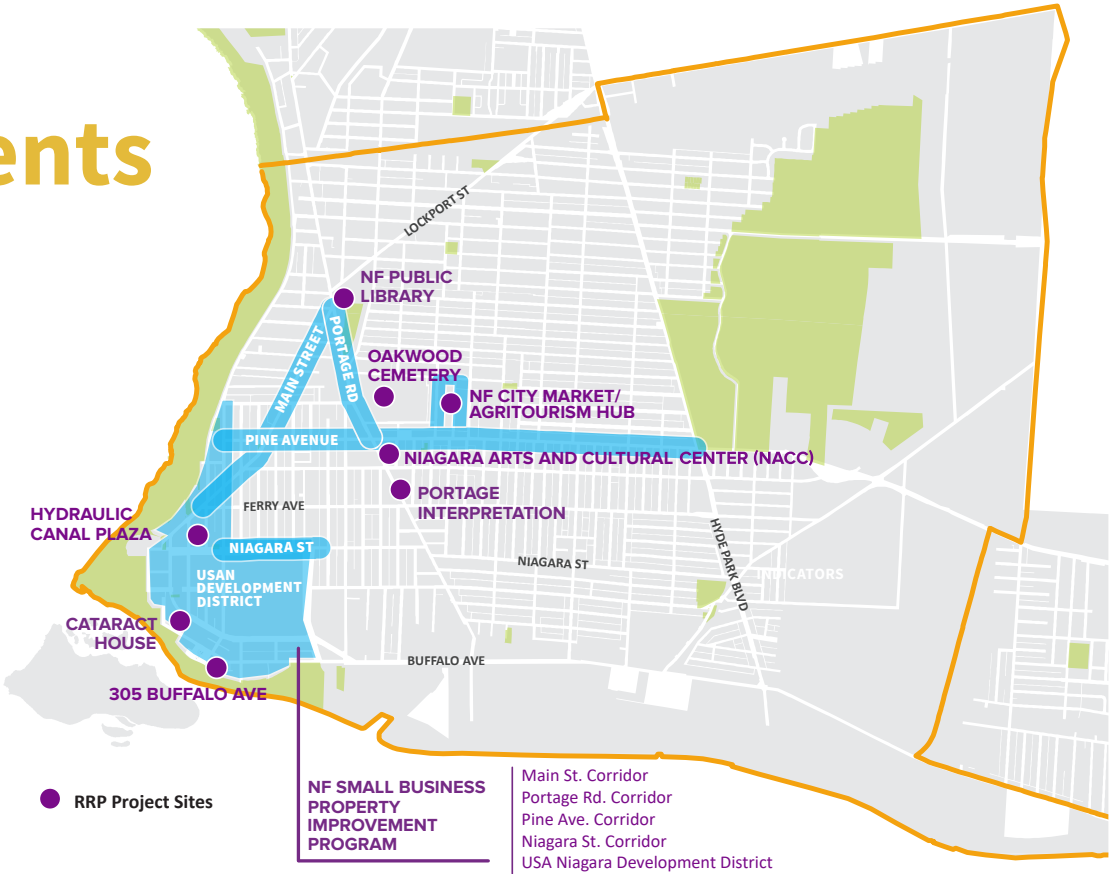 ents
LOCKPORT ST
NF PUBLIC
LIBRARY
MAIN STREET
PORTAGE RD
OAKWOOD
CEMETERY
NF CITY MARKET/
AGRITOURISM HUB
PINE AVENUE
NIAGARA ARTS AND CULTURAL CENTER (NACC)
PORTAGE
INTERPRETATION
FERRY AVE
HYDRAULIC
CANAL PLAZA
NIAGARA ST
NIAGARA ST
HYDE PARK BLVD
INDICATORS
USAN
DEVELOPMENT
DISTRICT
CATARACT
HOUSE
BUFFALO AVE
305 BUFFALO AVE
RRP Project Sites
NF SMALL BUSINESS
PROPERTY
IMPROVEMENT
PROGRAM
Main St. Corridor
Portage Rd. Corridor
Pine Ave. Corridor
Niagara St. Corridor
USA Niagara Development District